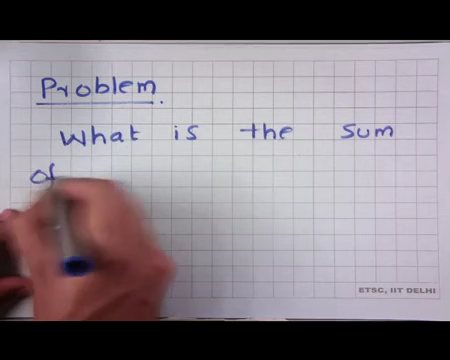 Problem.
What is the sum
of
ETSC, IIT DELHI